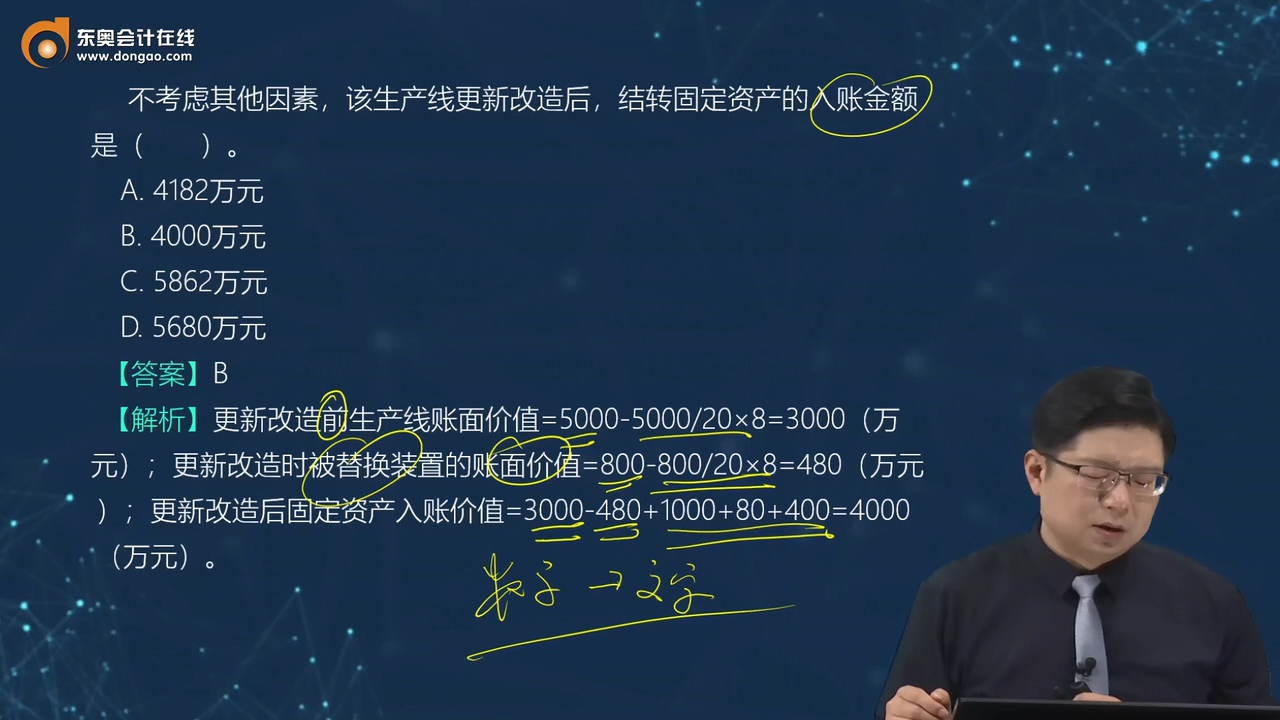 东奥会计在线
www.dongao.com
不考虑其他因素，该生产线更新改造后，结转固定资产的入账金额
是（　　）。
A. 4182万元
B. 4000万元
C. 5862万元
D. 5680万元
【答案】B
【解析】更新改造前生产线账面价值=5000-5000/20×8=3000（万
元）；更新改造时被替换装置的账面价值=800-800/20×8=480（万元
）；更新改造后固定资产入账价值=3000-480+1000+80+400=4000
（万元）。
数字→文字